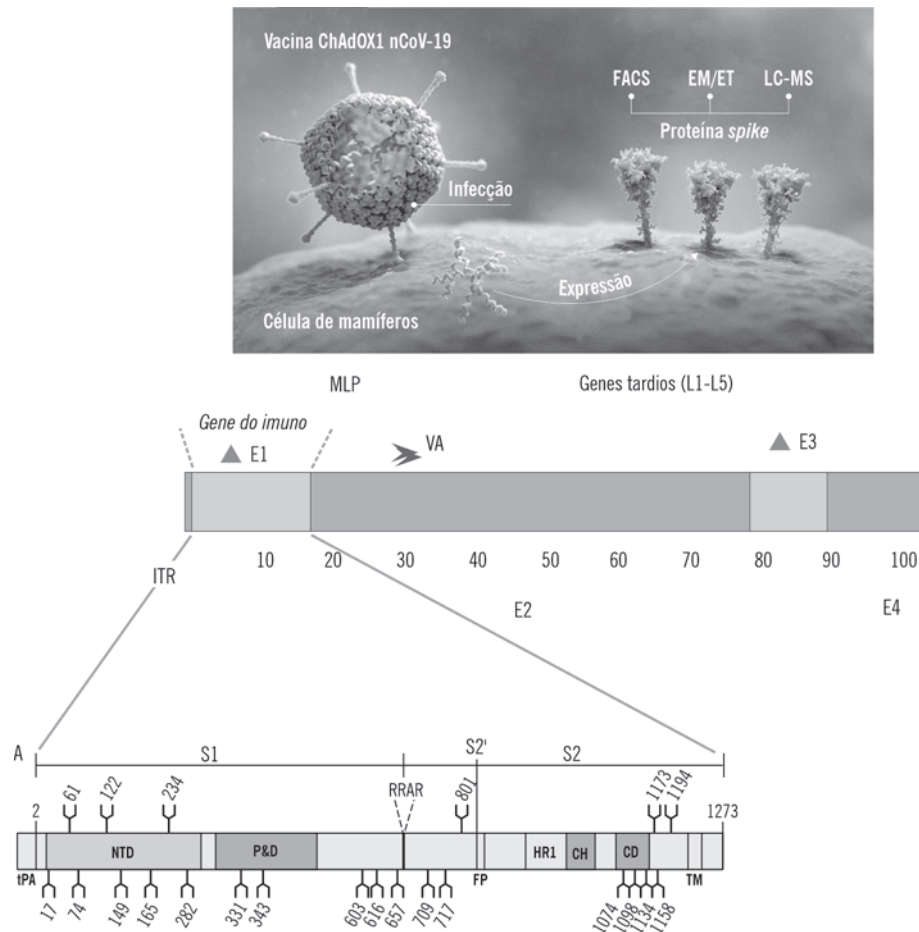 Vacina ChAdOX1 nCoV-19
FACS EM/ET LC-MS
Proteína spike
Infecção
Expressão
Célula de mamíferos
MLP Genes tardios (L1-L5)
Gene do imuno
E1 VA E3
10 20 30 40 50 60 70 80 90 100
ITR
E2 E4
A S1 S2' S2
61 122 234 RRAR 801 1173 1194
2 1273
NTD P&D HR1 CH CD
tPA FP TM
17 74 149 165 282 331 343 603 616 657 709 717 1074 1098 1134 1158